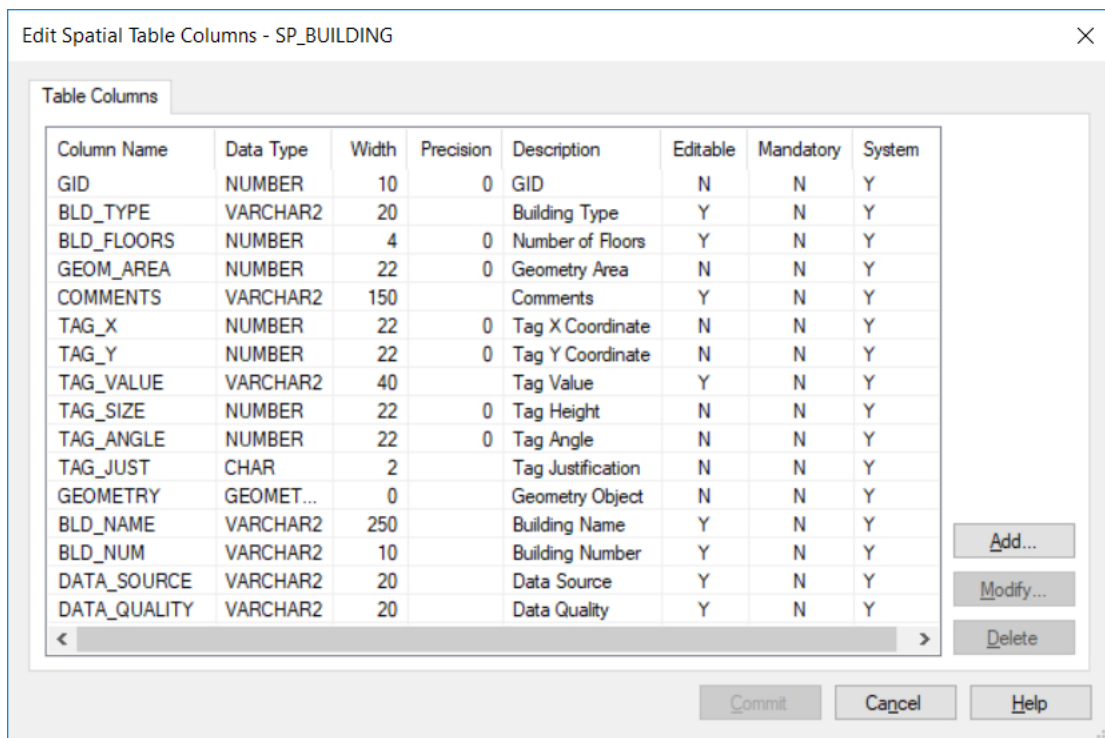 Edit Spatial Table Columns - SP_BUILDING
Table Columns
Column Name Data Type Width Precision Description Editable Mandatory System
GID NUMBER 10 0 GID N N Y
BLD_TYPE VARCHAR2 20 Building Type Y N Y
BLD_FLOORS NUMBER 4 0 Number of Floors Y N Y
GEOM_AREA NUMBER 22 0 Geometry Area N N Y
COMMENTS VARCHAR2 150 Comments Y N Y
TAG_X NUMBER 22 0 Tag X Coordinate N N Y
TAG_Y NUMBER 22 0 Tag Y Coordinate N N Y
TAG_VALUE VARCHAR2 40 Tag Value Y N Y
TAG_SIZE NUMBER 22 0 Tag Height N N Y
TAG_ANGLE NUMBER 22 0 Tag Angle N N Y
TAG_JUST CHAR 2 Tag Justification N N Y
GEOMETRY GEOMET... 0 Geometry Object N N Y
BLD_NAME VARCHAR2 250 Building Name Y N Y
BLD_NUM VARCHAR2 10 Building Number Y N Y
DATA_SOURCE VARCHAR2 20 Data Source Y N Y
DATA_QUALITY VARCHAR2 20 Data Quality Y N Y
Add...
Modify...
Delete
Commit Cancel Help